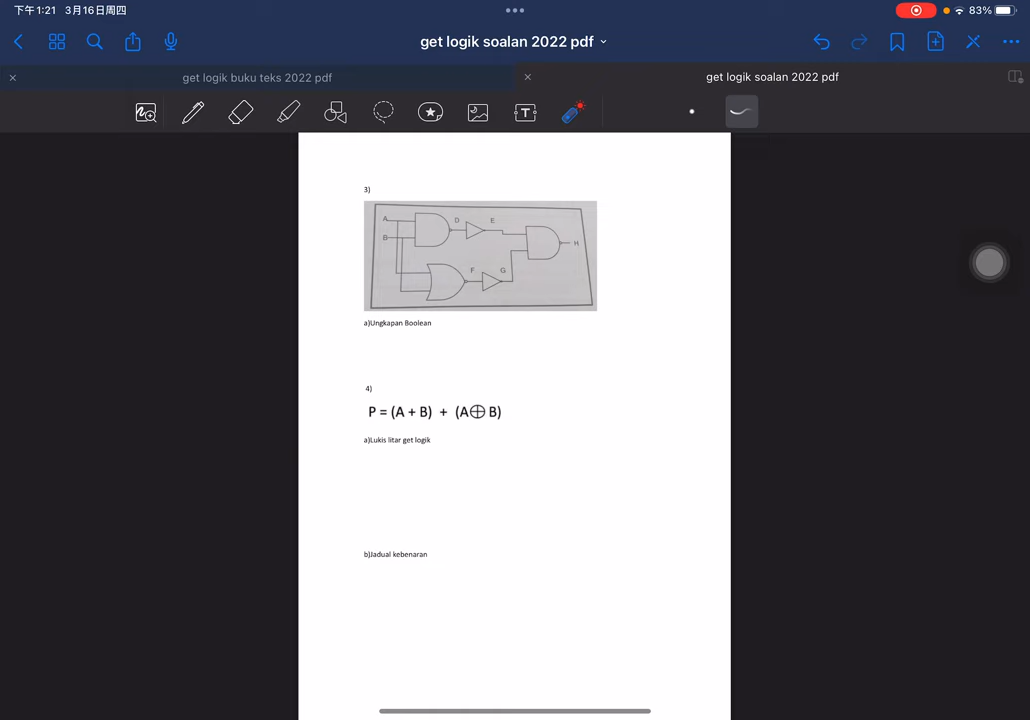 下午1:21 3月16日周四
83%
get logik soalan 2022 pdf
get logik buku teks 2022 pdf
get logik soalan 2022 pdf
T
3)
A
B
D
E
F
G
H
a)Ungkapan Boolean
4)
P = (A + B) + (A⊕B)
a)Lukis litar get logik
b)Jadual kebenaran